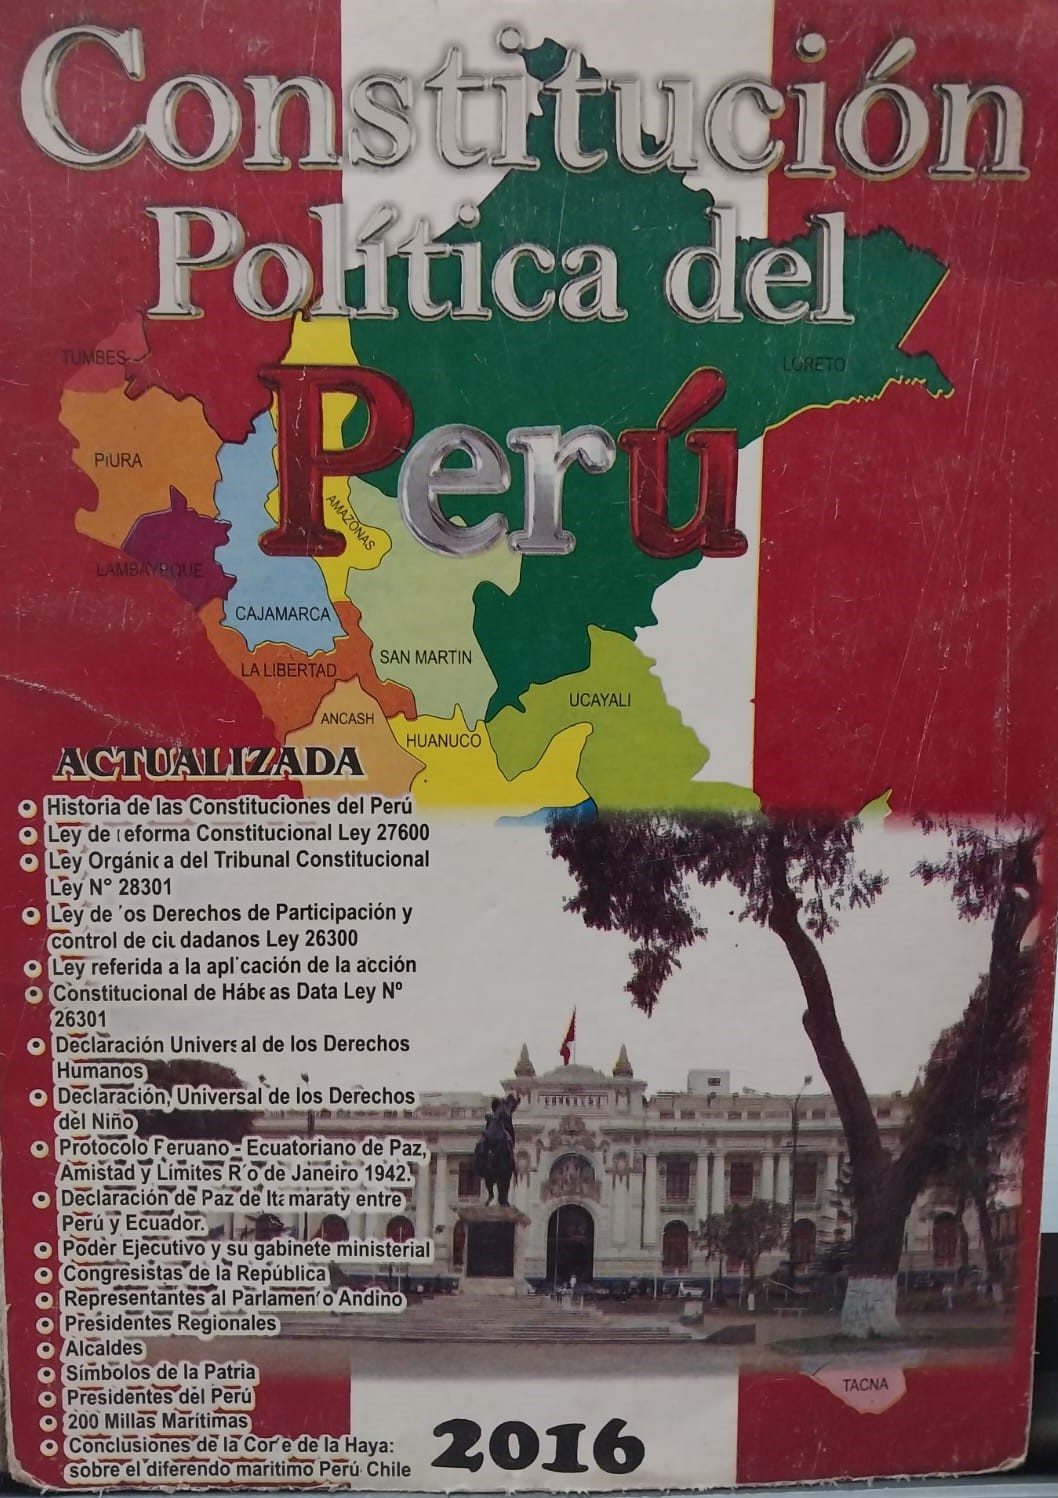 Constitución
Política del
Perú
TUMBES
LORETO
PiURA
AMAZONAS
LAMBAYEQUE
CAJAMARCA
LA LIBERTAD
SAN MARTIN
UCAYALI
ANCASH
HUANUCO
ACTUALIZADA
Historia de las Constituciones del Perú
Ley de reforma Constitucional Ley 27600
Ley Orgánica del Tribunal Constitucional
Ley N° 28301
Ley de los Derechos de Participación y
control de ciudadanos Ley 26300
Ley referida a la aplicación de la acción
Constitucional de Hábeas Data Ley Nº
26301
Declaración Universal de los Derechos
Humanos
Declaración, Universal de los Derechos
del Niño
Protocolo Peruano - Ecuatoriano de Paz,
Amistad y Límites Río de Janeiro 1942.
Declaración de Paz de Itamaraty entre
Perú y Ecuador.
Poder Ejecutivo y su gabinete ministerial
Congresistas de la República
Representantes al Parlamento Andino
Presidentes Regionales
Alcaldes
Símbolos de la Patria
Presidentes del Perú
200 Millas Marítimas
Conclusiones de la Corte de la Haya:
sobre el diferendo maritimo Perú Chile
TACNA
2016